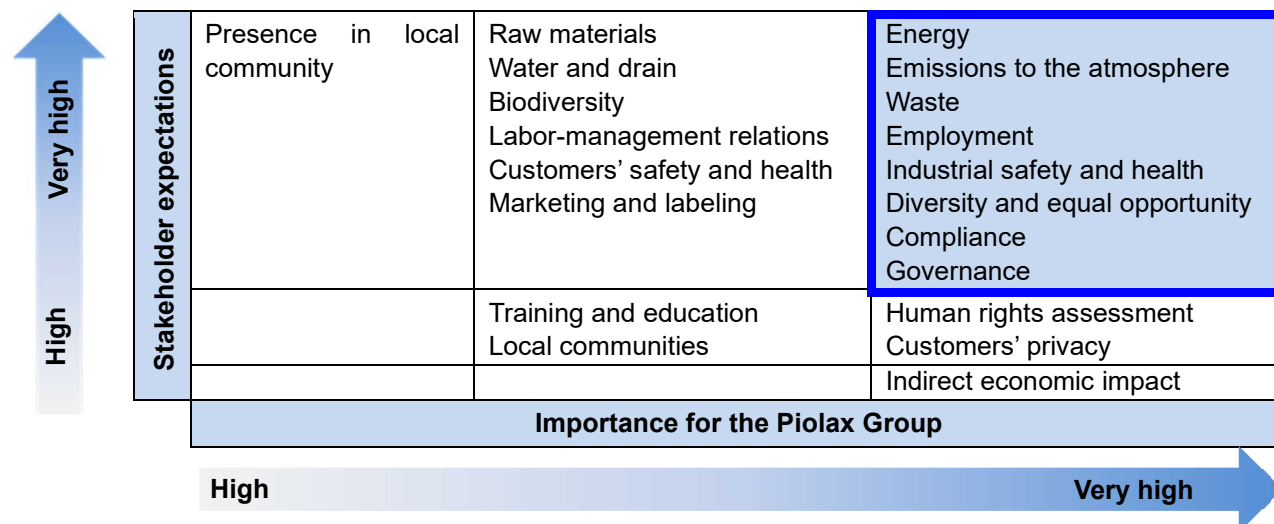 Very high
High
Stakeholder expectations
Presence in local
community
Raw materials
Water and drain
Biodiversity
Labor-management relations
Customers’ safety and health
Marketing and labeling
Energy
Emissions to the atmosphere
Waste
Employment
Industrial safety and health
Diversity and equal opportunity
Compliance
Governance
Training and education
Local communities
Human rights assessment
Customers’ privacy
Indirect economic impact
Importance for the Piolax Group
High
Very high